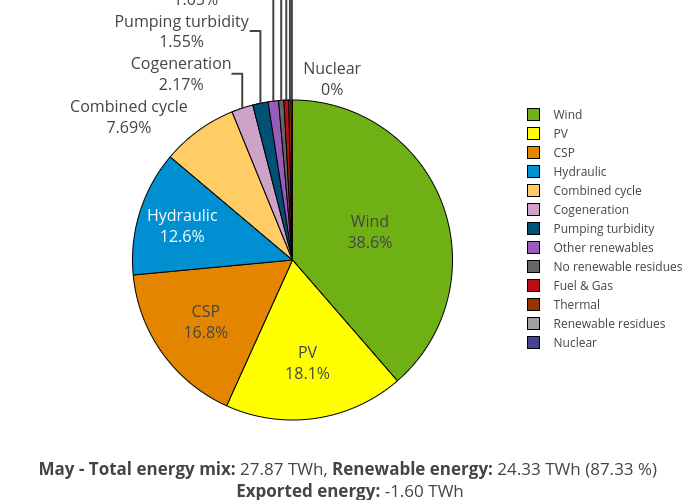 Pumping turbidity
1.55%
Cogeneration
2.17%
Nuclear
0%
Combined cycle
7.69%
Hydraulic
12.6%
Wind
38.6%
CSP
16.8%
PV
18.1%
Wind
PV
CSP
Hydraulic
Combined cycle
Cogeneration
Pumping turbidity
Other renewables
No renewable residues
Fuel & Gas
Thermal
Renewable residues
Nuclear
May - Total energy mix: 27.87 TWh, Renewable energy: 24.33 TWh (87.33 %)
Exported energy: -1.60 TWh